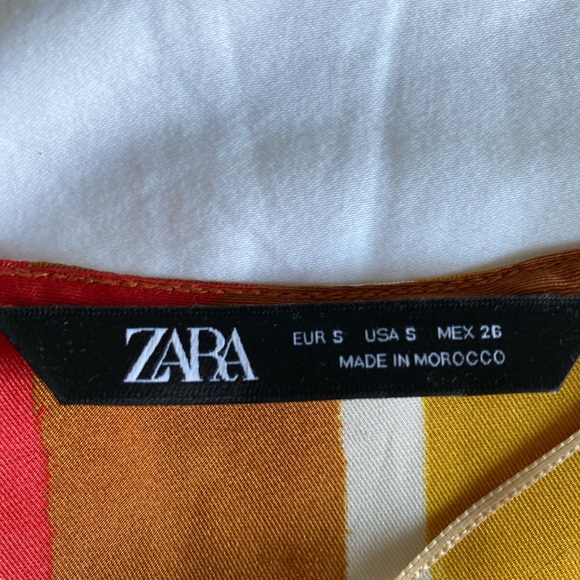 ZARA
EUR S USA S MEX 26
MADE IN MOROCCO